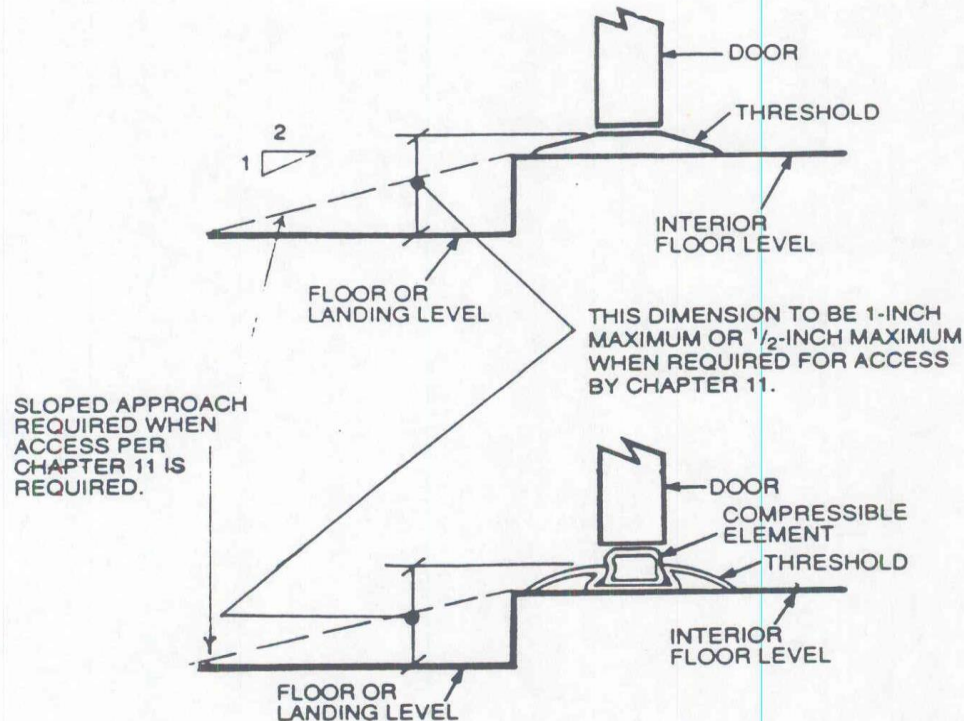 DOOR
THRESHOLD
2
1
INTERIOR
FLOOR LEVEL
FLOOR OR
LANDING LEVEL
THIS DIMENSION TO BE 1-INCH
MAXIMUM OR 1/2-INCH MAXIMUM
WHEN REQUIRED FOR ACCESS
BY CHAPTER 11.
SLOPED APPROACH
REQUIRED WHEN
ACCESS PER
CHAPTER 11 IS
REQUIRED.
DOOR
COMPRESSIBLE
ELEMENT
THRESHOLD
INTERIOR
FLOOR LEVEL
FLOOR OR
LANDING LEVEL